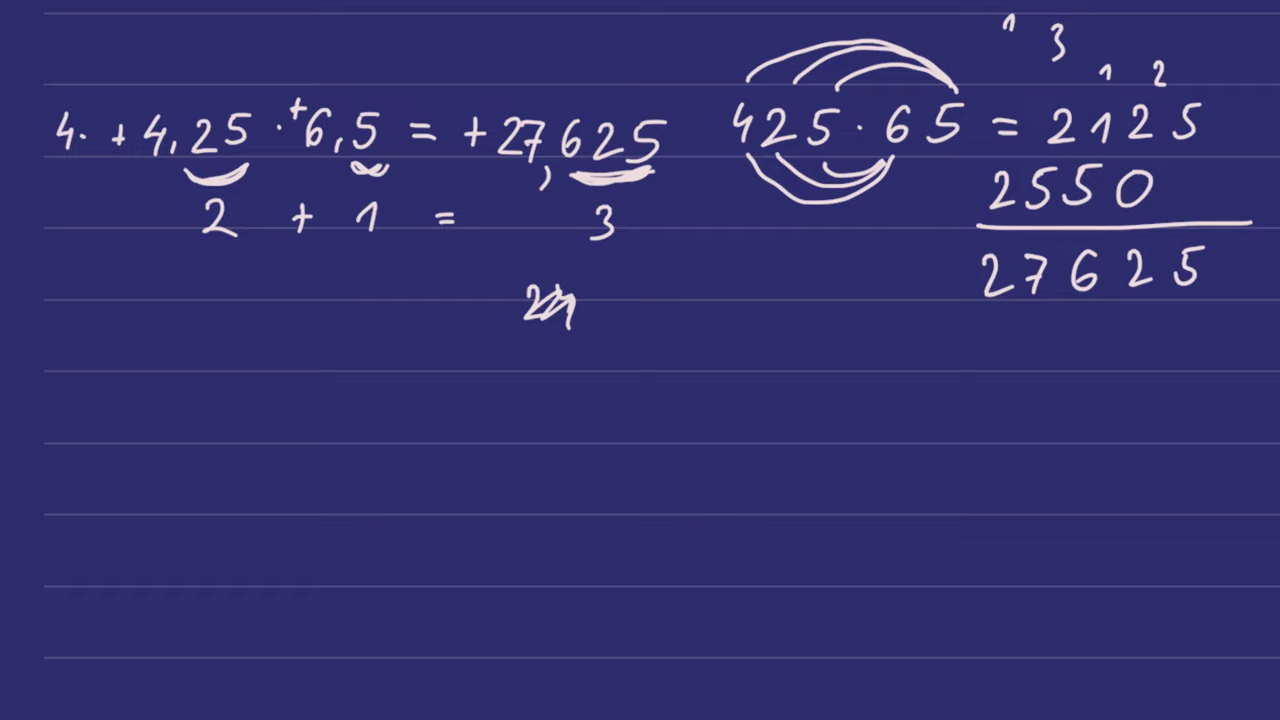 4. + 4,25 · +6,5 = + 27,625
2 + 1 = 3
1 3
1 2
425 · 65 = 2125
2550
27625